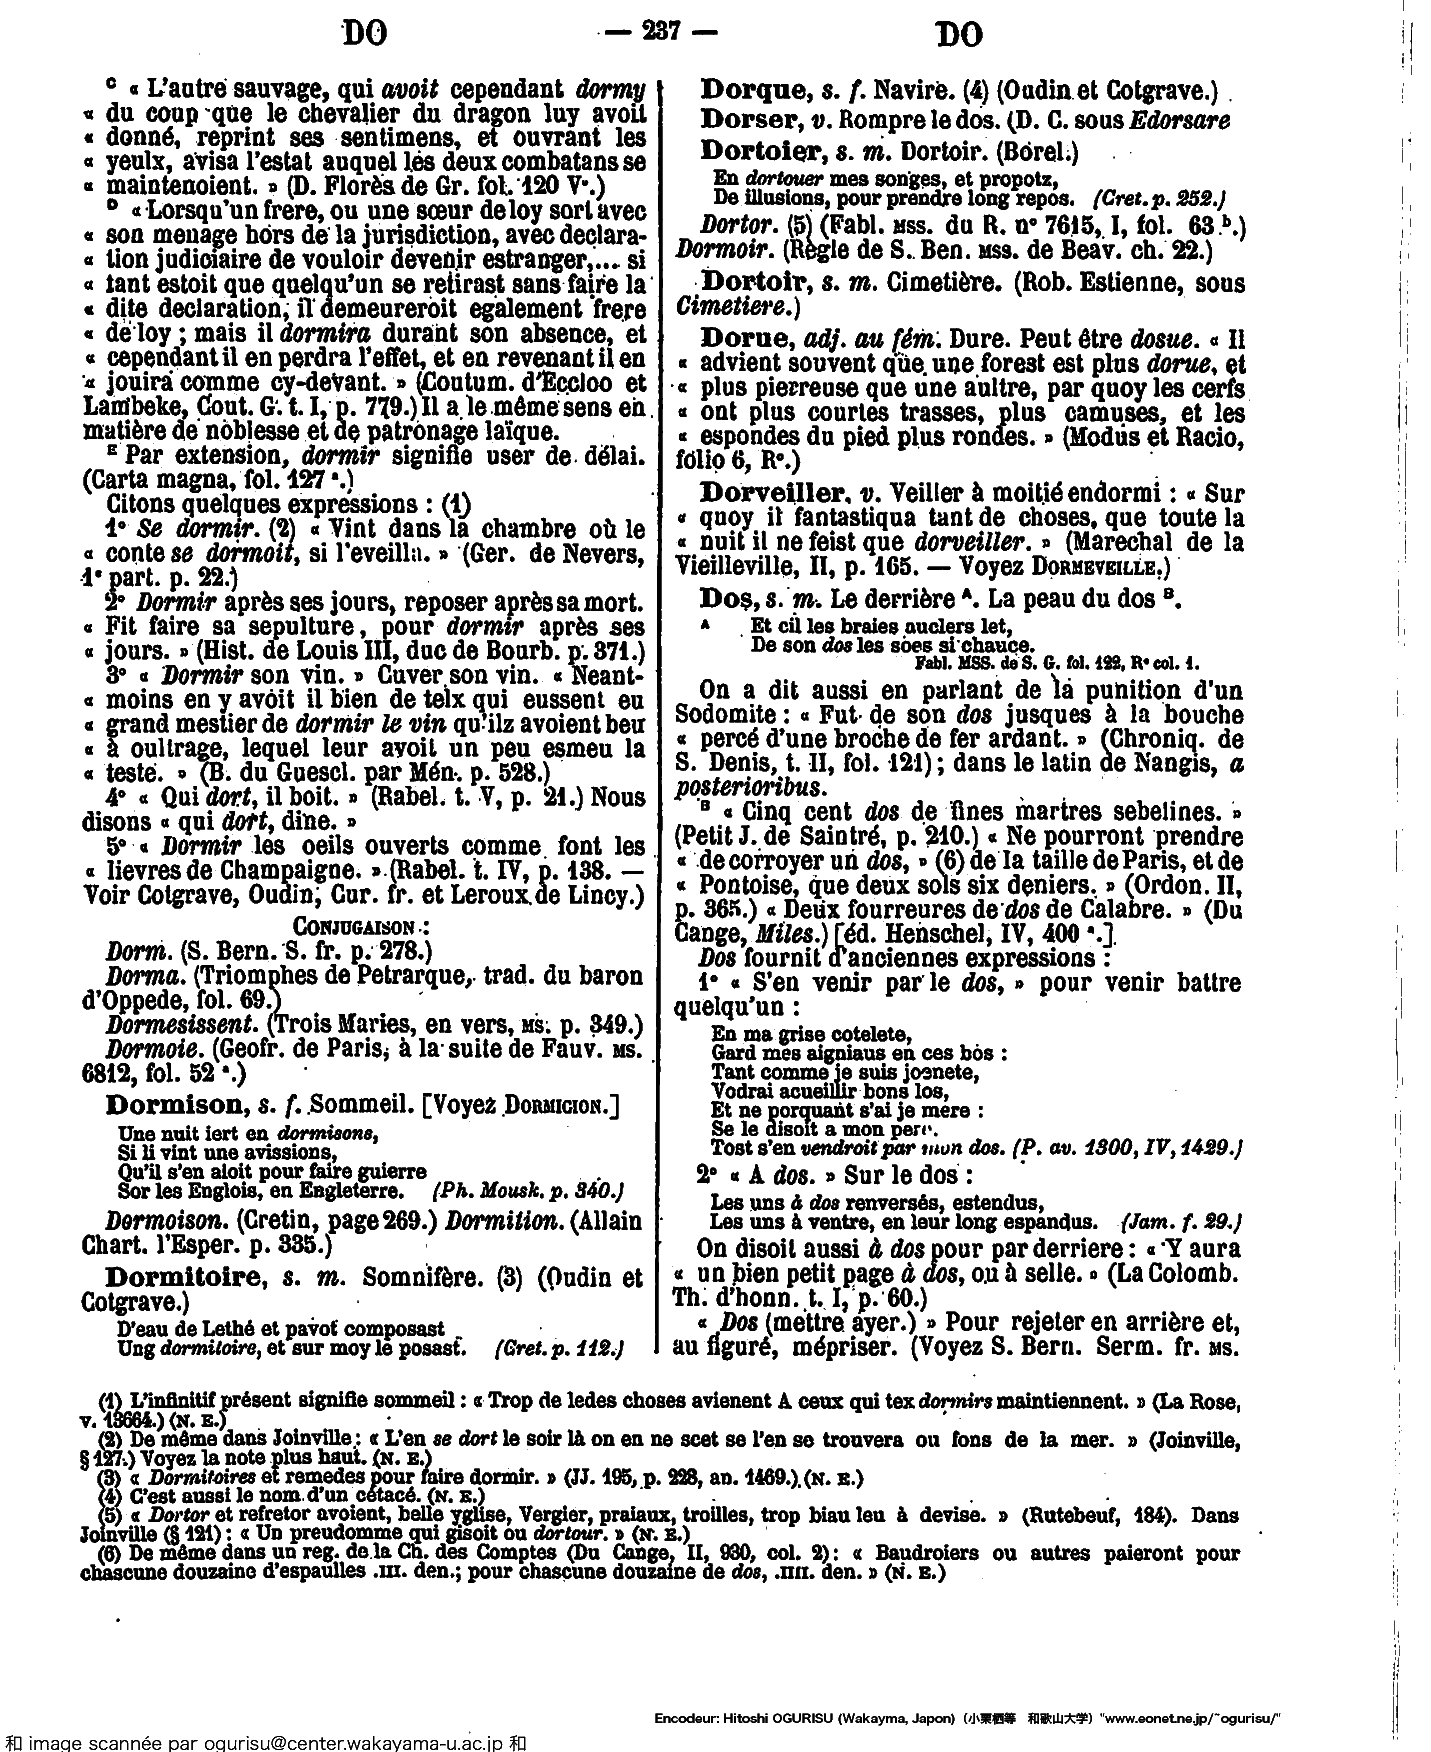 DO — 237 — DO
C « L'autre sauvage, qui avoit cependant dormy
« du coup que le chevalier du dragon luy avoit
« donné, reprint ses sentimens, et ouvrant les
« yeulx, avisa l'estat auquel les deux combatans se
« maintenoient. » (D. Florès de Gr. fol. 120 V°.)
D « Lorsqu'un frere, ou une sœur de loy sort avec
« son menage hors de la jurisdiction, avec declara-
« tion judiciaire de vouloir devenir estranger,... si
« tant estoit que quelqu'un se retirast sans faire la
« dite declaration, il demeureroit egalement frere
« de loy ; mais il dormira durant son absence, et
« cependant il en perdra l'effet, et en revenant il en
« jouira comme cy-devant. » (Coutum. d'Eccloo et
Lambeke, Cout. G. t. I, p. 779.) Il a le même sens en
matière de noblesse et de patronage laïque.
E Par extension, dormir signifie user de délai.
(Carta magna, fol. 127 ª.)
Citons quelques expressions : (1)
1° Se dormir. (2) « Vint dans la chambre où le
« conte se dormoit, si l'eveilla. » (Ger. de Nevers,
1ª part. p. 22.)
2° Dormir après ses jours, reposer après sa mort.
« Fit faire sa sepulture, pour dormir après ses
« jours. » (Hist. de Louis III, duc de Bourb. p. 371.)
3° « Dormir son vin. » Cuver son vin. « Neant-
« moins en y avoit il bien de telx qui eussent eu
« grand mestier de dormir le vin qu'ilz avoient beu
« à oultrage, lequel leur avoit un peu esmeu la
« teste. » (B. du Guescl. par Mén. p. 528.)
4° « Qui dort, il boit. » (Rabel. t. V, p. 21.) Nous
disons « qui dort, dine. »
5° « Dormir les oeils ouverts comme font les
« lievres de Champaigne. » (Rabel. t. IV, p. 138. —
Voir Cotgrave, Oudin, Cur. fr. et Leroux de Lincy.)
CONJUGAISON :
Dorm. (S. Bern. S. fr. p. 278.)
Dorma. (Triomphes de Petrarque, trad. du baron
d'Oppede, fol. 69.)
Dormesissent. (Trois Maries, en vers, MS. p. 349.)
Dormoie. (Geofr. de Paris, à la suite de Fauv. MS.
6812, fol. 52 ª.)
Dormison, s. f. Sommeil. [Voyez DORMICION.]
Une nuit iert en dormisons,
Si li vint une avissions,
Qu'il s'en aloit pour faire guierre
Sor les Englois, en Engleterre. (Ph. Mousk. p. 340.)
Dormoison. (Cretin, page 269.) Dormition. (Allain
Chart. l'Esper. p. 335.)
Dormitoire, s. m. Somnifère. (3) (Oudin et
Cotgrave.)
D'eau de Lethé et pavot composast
Ung dormitoire, et sur moy le posast. (Cret. p. 112.)
Dorque, s. f. Navire. (4) (Oudin et Cotgrave.)
Dorser, v. Rompre le dos. (D. C. sous Edorsare
Dortoier, s. m. Dortoir. (Borel.)
En dortouer mes songes, et propotz,
De illusions, pour prendre long repos. (Cret. p. 252.)
Dortor. (5) (Fabl. MSS. du R. n° 7615, I, fol. 63 b.)
Dormoir. (Règle de S. Ben. MSS. de Beav. ch. 22.)
Dortoir, s. m. Cimetière. (Rob. Estienne, sous
Cimetiere.)
Dorue, adj. au fém. Dure. Peut être dosue. « Il
« advient souvent que une forest est plus dorue, et
« plus pierreuse que une aultre, par quoy les cerfs
« ont plus courtes trasses, plus camuses, et les
« espondes du pied plus rondes. » (Modus et Racio,
folio 6, R°.)
Dorveiller, v. Veiller à moitié endormi : « Sur
« quoy il fantastiqua tant de choses, que toute la
« nuit il ne feist que dorveiller. » (Marechal de la
Vieilleville, II, p. 165. — Voyez DORMEVEILLE.)
Dos, s. m. Le derrière A. La peau du dos B.
A Et cil les braies auclers let,
De son dos les soes si chauce.
Fabl. MSS. de S. G. fol. 122, R° col. 1.
On a dit aussi en parlant de la punition d'un
Sodomite : « Fut de son dos jusques à la bouche
« percé d'une broche de fer ardant. » (Chroniq. de
S. Denis, t. II, fol. 121) ; dans le latin de Nangis, a
posterioribus.
B « Cinq cent dos de fines martres sebelines. »
(Petit J. de Saintré, p. 210.) « Ne pourront prendre
« de corroyer un dos, » (6) de la taille de Paris, et de
« Pontoise, que deux sols six deniers. » (Ordon. II,
p. 365.) « Deux fourreures de dos de Calabre. » (Du
Cange, Miles.) [éd. Henschel, IV, 400 ª.]
Dos fournit d'anciennes expressions :
1° « S'en venir par le dos, » pour venir battre
quelqu'un :
En ma grise cotelete,
Gard mes aigniaus en ces bos :
Tant comme je suis joenete,
Vodrai acueillir bons los,
Et ne porquant s'ai je mere :
Se le disoit a mon pere.
Tost s'en vendroit par mon dos. (P. av. 1300, IV, 1429.)
2° « A dos. » Sur le dos :
Les uns à dos renversés, estendus,
Les uns à ventre, en leur long espandus. (Jam. f. 29.)
On disoit aussi à dos pour par derriere : « Y aura
« un bien petit page à dos, ou à selle. » (La Colomb.
Th. d'honn. t. I, p. 60.)
« Dos (mettre ayer.) » Pour rejeter en arrière et,
au figuré, mépriser. (Voyez S. Bern. Serm. fr. MS.
(1) L'infinitif présent signifie sommeil : « Trop de ledes choses avienent A ceux qui tex dormirs maintiennent. » (La Rose,
v. 13664.) (N. E.)
(2) De même dans Joinville : « L'en se dort le soir là on en ne scet se l'en se trouvera ou fons de la mer. » (Joinville,
§ 127.) Voyez la note plus haut. (N. E.)
(3) « Dormitoires et remedes pour faire dormir. » (JJ. 195, p. 228, an. 1469.) (N. E.)
(4) C'est aussi le nom d'un cétacé. (N. E.)
(5) « Dortor et refretor avoient, belle yglise, Vergier, praiaux, troilles, trop biau leu à devise. » (Rutebeuf, 184). Dans
Joinville (§ 121) : « Un preudomme qui gisoit ou dortour. » (N. E.)
(6) De même dans un reg. de la Ch. des Comptes (Du Cange, II, 930, col. 2) : « Baudroiers ou autres paieront pour
chascune douzaine d'espaulles .III. den.; pour chascune douzaine de dos, .IIII. den. » (N. E.)
Encodeur: Hitoshi OGURISU (Wakayma, Japon) (小栗栖等 和歌山大学) "www.eonet.ne.jp/~ogurisu/"
和 image scannée par ogurisu@center.wakayama-u.ac.jp 和